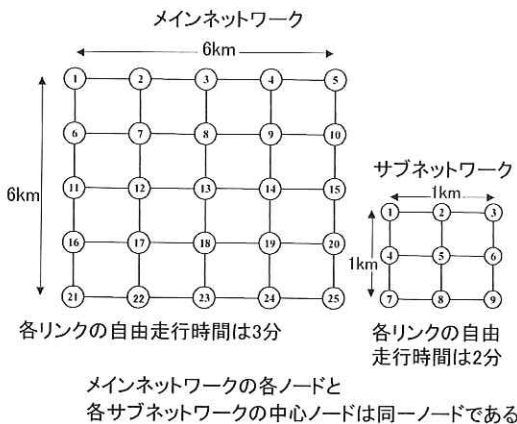 メインネットワーク
6km
1 2 3 4 5
6 7 8 9 10
6km
11 12 13 14 15
16 17 18 19 20
21 22 23 24 25
各リンクの自由走行時間は3分
サブネットワーク
1km
1 2 3
1km
4 5 6
7 8 9
各リンクの自由
走行時間は2分
メインネットワークの各ノードと
各サブネットワークの中心ノードは同一ノードである